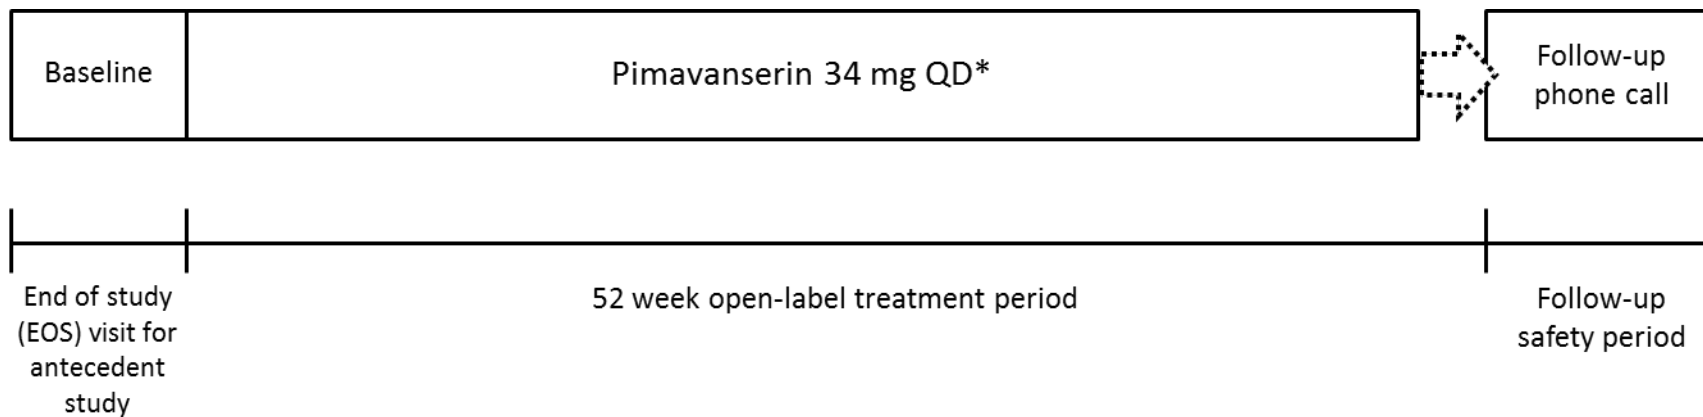 Baseline
Pimavanserin 34 mg QD*
Follow-up
phone call
End of study
(EOS) visit for
antecedent
study
52 week open-label treatment period
Follow-up
safety period